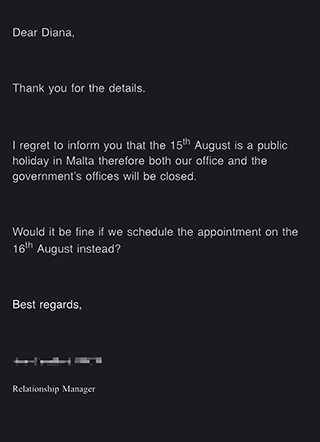 Dear Diana,
Thank you for the details.
I regret to inform you that the 15th August is a public
holiday in Malta therefore both our office and the
government's offices will be closed.
Would it be fine if we schedule the appointment on the
16th August instead?
Best regards,
Relationship Manager